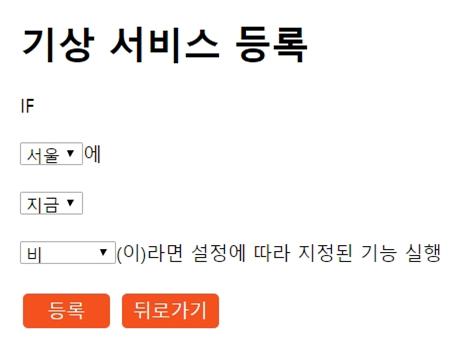 기상 서비스 등록
IF
서울 ▼ 에
지금 ▼
비 ▼ (이)라면 설정에 따라 지정된 기능 실행
등록 뒤로가기